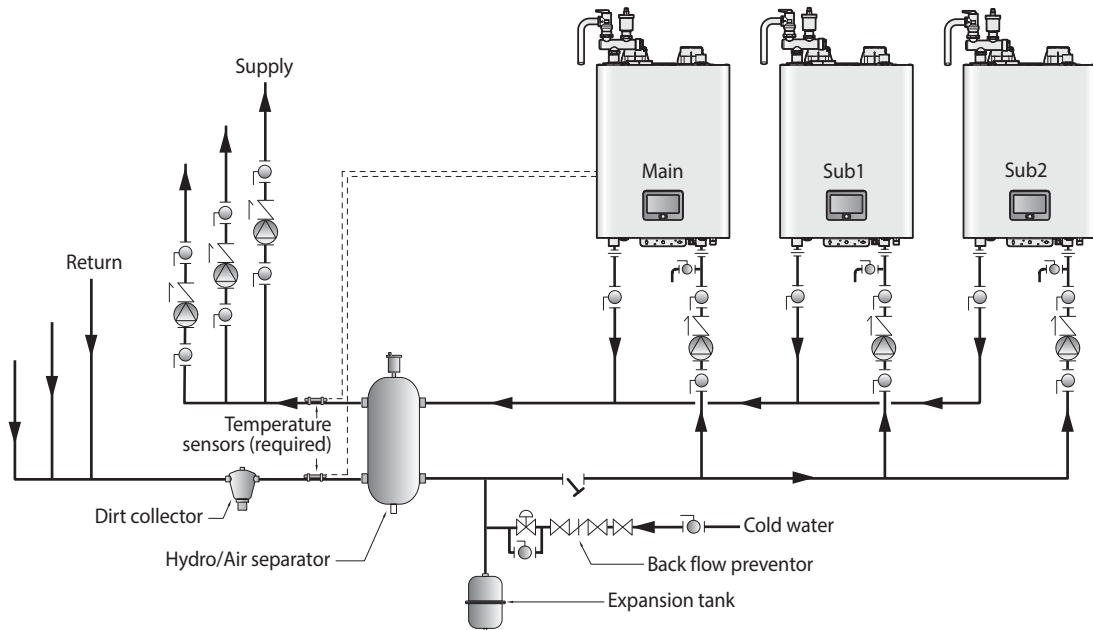 Supply
Main
Sub1
Sub2
Return
Temperature
sensors (required)
Dirt collector
Hydro/Air separator
Cold water
Back flow preventor
Expansion tank